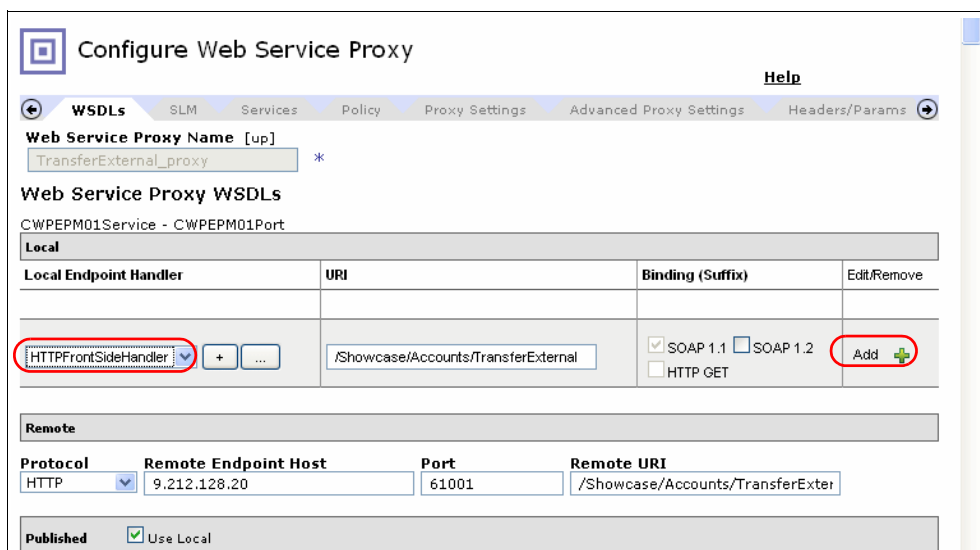 Configure Web Service Proxy
Help
WSDLs SLM Services Policy Proxy Settings Advanced Proxy Settings Headers/Params
Web Service Proxy Name [up]
TransferExternal_proxy *
Web Service Proxy WSDLs
CWPEPM01Service - CWPEPM01Port
Local
Local Endpoint Handler URI Binding (Suffix) Edit/Remove
HTTPFrontSideHandler + ... /Showcase/Accounts/TransferExternal SOAP 1.1 SOAP 1.2 Add
HTTP GET
Remote
Protocol Remote Endpoint Host Port Remote URI
HTTP 9.212.128.20 61001 /Showcase/Accounts/TransferExter
Published Use Local